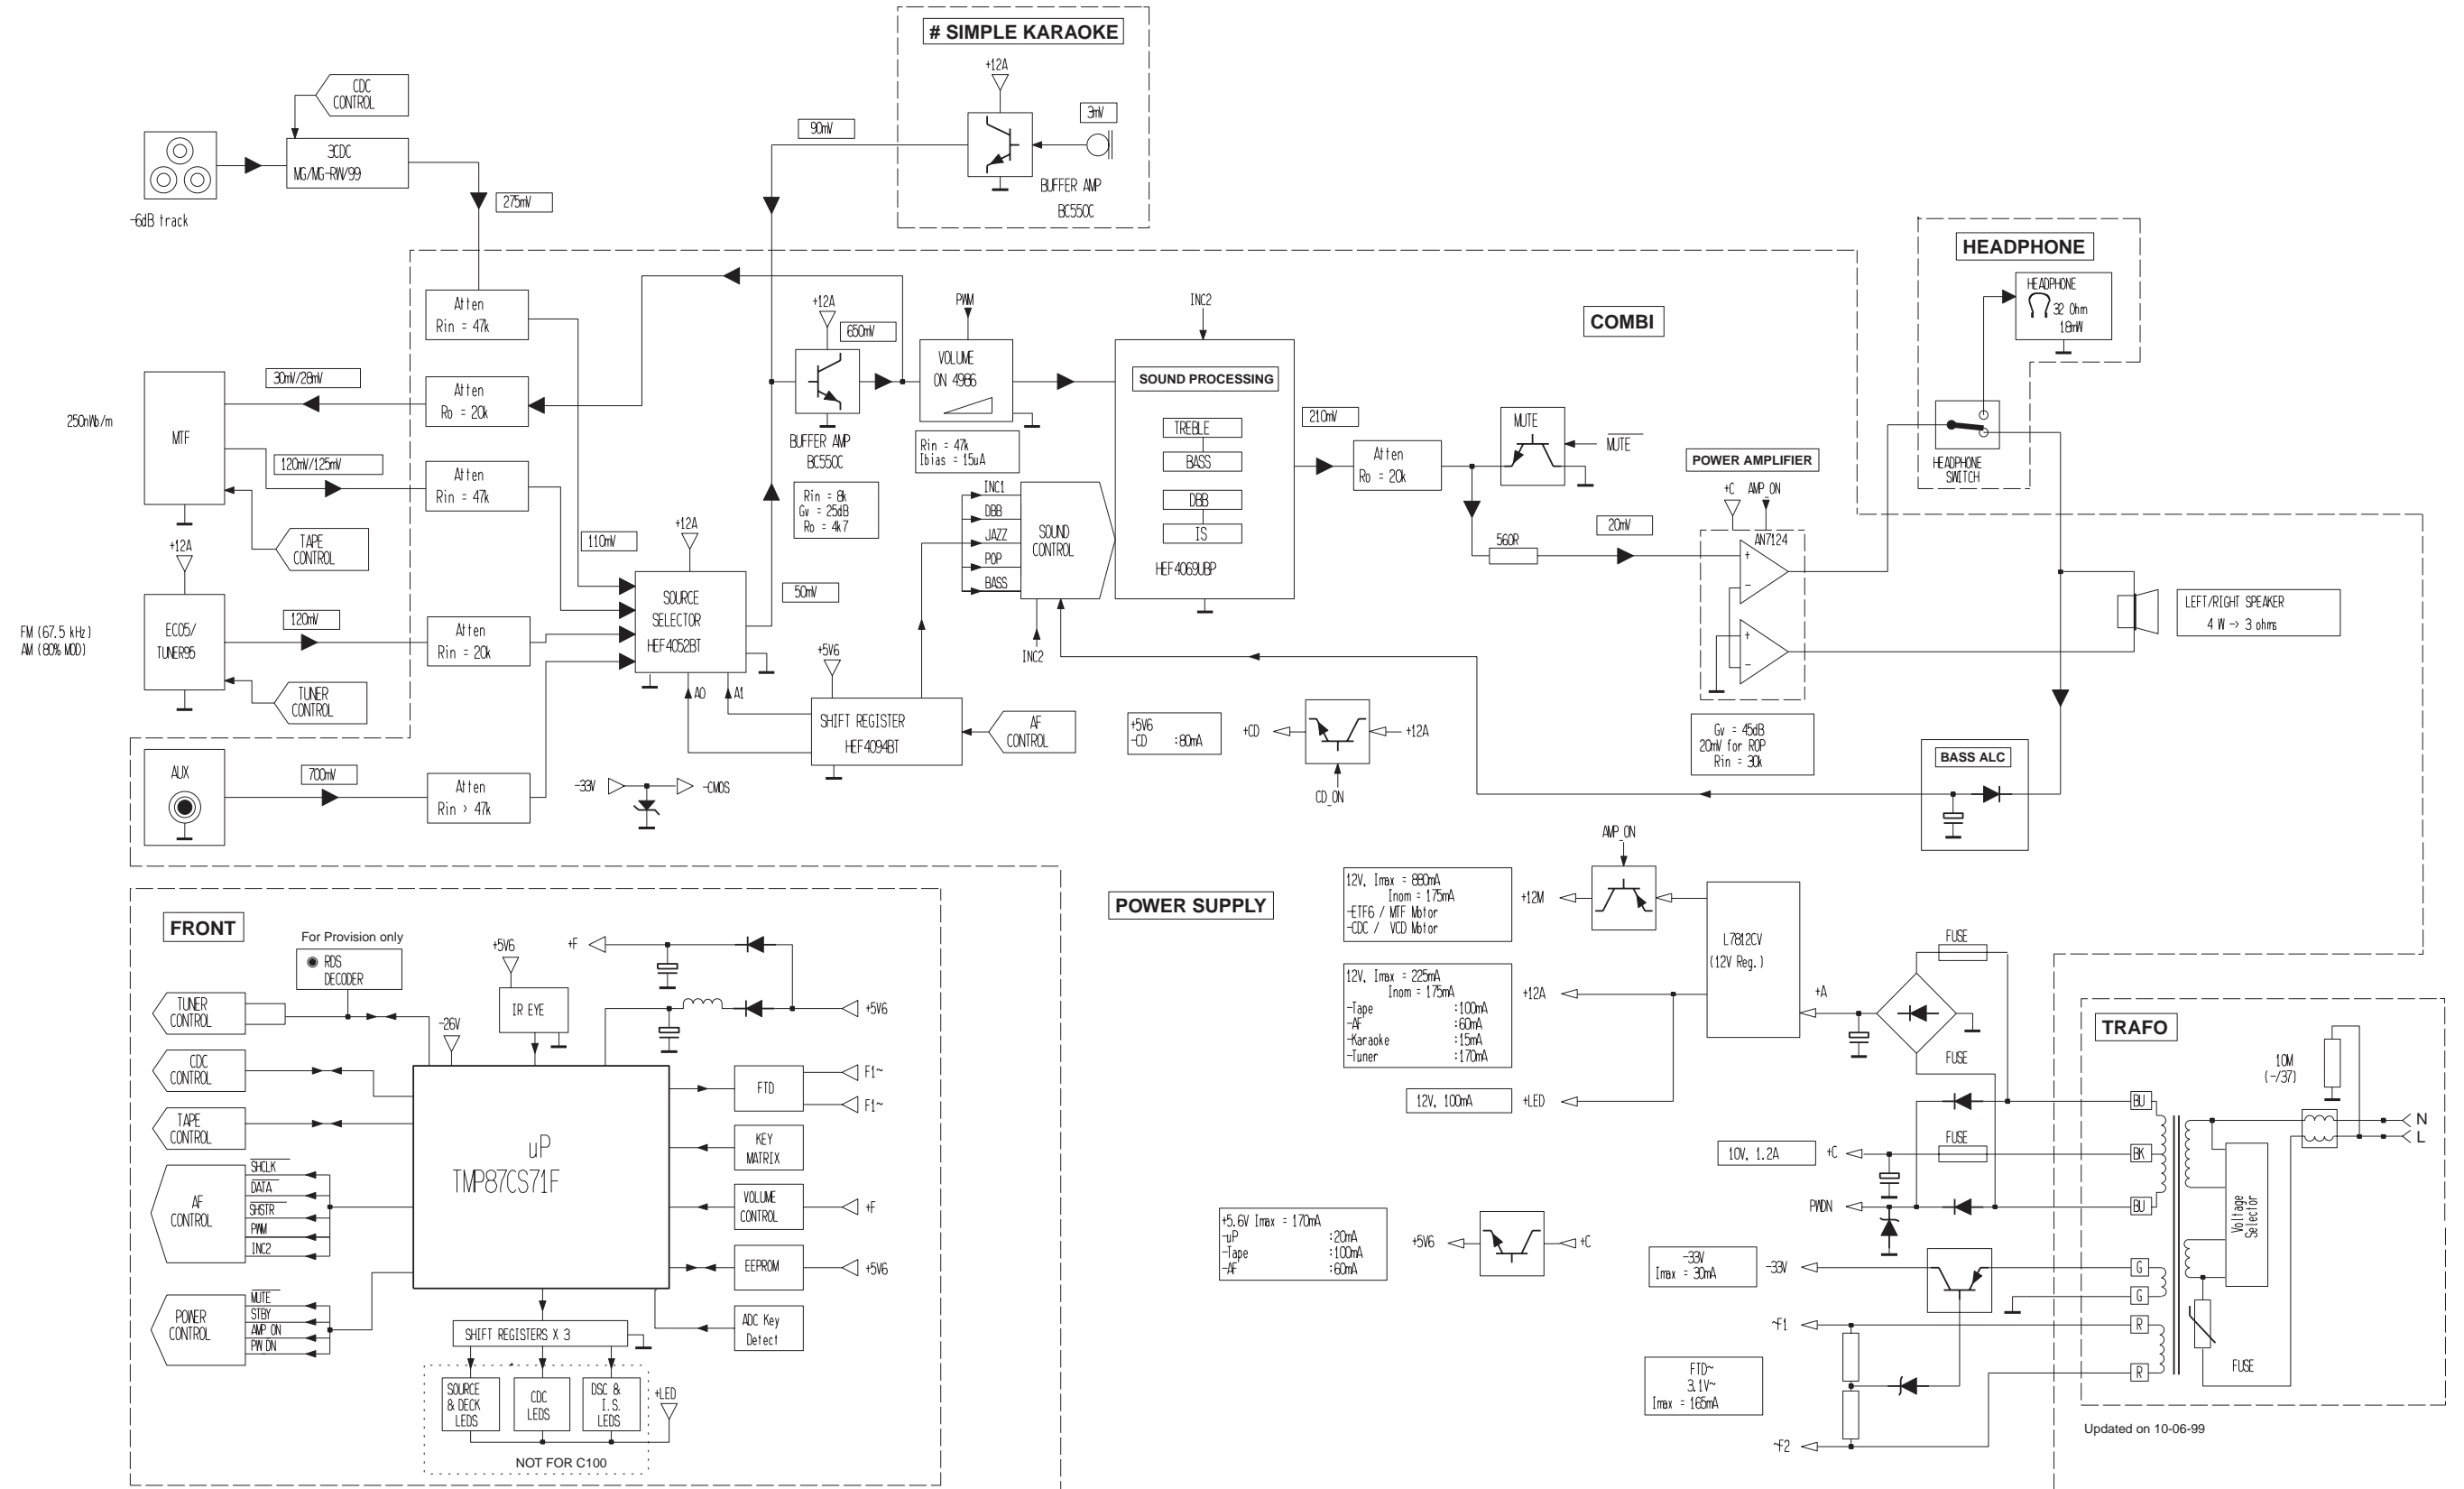 # SIMPLE KARAOKE
+12A
3mV
90mV
BUFFER AMP
BC550C
CDC
CONTROL
3CDC
MG/MG-RW/99
-6dB track
275mV
HEADPHONE
HEADPHONE
32 Ohm
18mW
HEADPHONE
SWITCH
COMBI
Atten
Rin = 47k
30mV/28mV
Atten
Ro = 20k
250nWb/m
MTF
120mV/125mV
Atten
Rin = 47k
TAPE
CONTROL
+12A
FM (67.5 kHz)
AM (80% MOD)
ECO5/
TUNER95
120mV
Atten
Rin = 20k
TUNER
CONTROL
AUX
700mV
Atten
Rin > 47k
110mV
+12A
SOURCE
SELECTOR
HEF4052BT
A0
A1
50mV
+12A
650mV
BUFFER AMP
BC550C
Rin = 8k
Gv = 25dB
Ro = 4k7
PWM
VOLUME
ON 4986
Rin = 47k
Ibias = 15uA
INC2
SOUND PROCESSING
TREBLE
BASS
DBB
IS
HEF4069UBP
INC1
DBB
JAZZ
POP
BASS
SOUND
CONTROL
INC2
+5V6
SHIFT REGISTER
HEF4094BT
AF
CONTROL
-33V
-CMOS
210mV
Atten
Ro = 20k
MUTE
MUTE
560R
20mV
POWER AMPLIFIER
+C
AMP_ON
AN7124
Gv = 45dB
20mV for ROP
Rin = 30k
LEFT/RIGHT SPEAKER
4 W -> 3 ohms
BASS ALC
+5V6
-CD :80mA
+CD
+12A
CD_ON
POWER SUPPLY
AMP_ON
12V, Imax = 880mA
Inom = 175mA
-ETF6 / MTF Motor
-CDC / VCD Motor
+12M
12V, Imax = 225mA
Inom = 175mA
-Tape :100mA
-AF :60mA
-Karaoke :15mA
-Tuner :170mA
+12A
12V, 100mA
+LED
L7812CV
(12V Reg.)
+A
FUSE
FUSE
FUSE
10V, 1.2A
+C
PWDN
+5.6V Imax = 170mA
-uP :20mA
-Tape :100mA
-AF :60mA
+5V6
+C
-33V
Imax = 30mA
-33V
~F1
FTD~
3.1V~
Imax = 165mA
~F2
TRAFO
10M
(-/37)
BU
BK
BU
G
G
R
R
N
L
Voltage
Selector
FUSE
Updated on 10-06-99
FRONT
For Provision only
RDS
DECODER
TUNER
CONTROL
CDC
CONTROL
TAPE
CONTROL
AF
CONTROL
SHCLK
DATA
SHSTR
PWM
INC2
POWER
CONTROL
MUTE
STBY
AMP ON
PW DN
-26V
+5V6
IR EYE
+F
+5V6
uP
TMP87CS71F
FTD
F1~
F1~
KEY
MATRIX
VOLUME
CONTROL
+F
EEPROM
+5V6
ADC Key
Detect
SHIFT REGISTERS X 3
SOURCE
& DECK
LEDS
CDC
LEDS
DSC &
I.S.
LEDS
+LED
NOT FOR C100